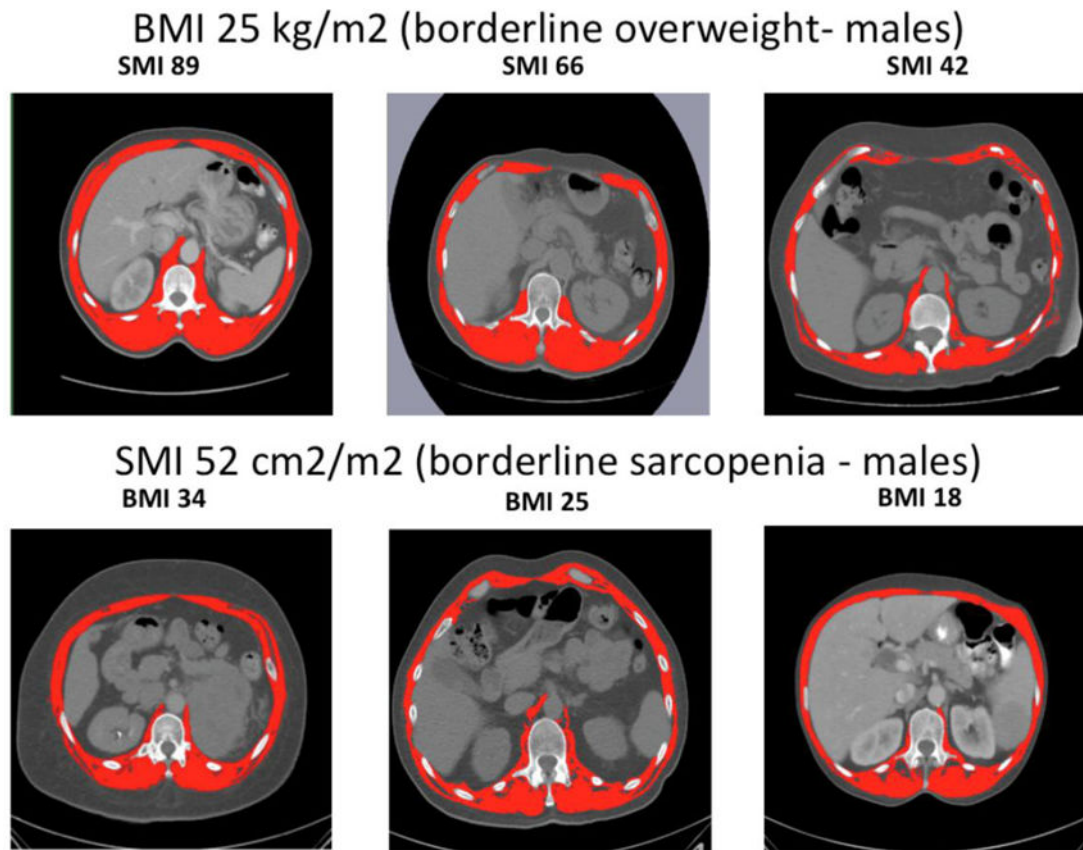 BMI 25 kg/m2 (borderline overweight- males)
SMI 89 SMI 66 SMI 42
SMI 52 cm2/m2 (borderline sarcopenia - males)
BMI 34 BMI 25 BMI 18